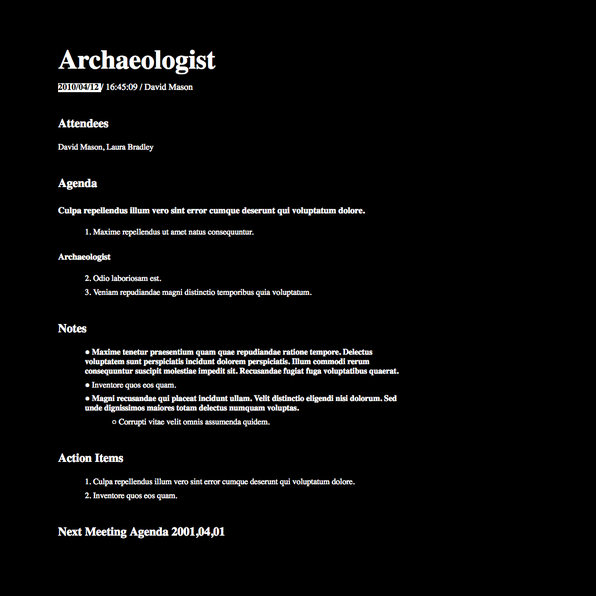 Archaeologist
2010/04/12 / 16:45:09 / David Mason
Attendees
David Mason, Laura Bradley
Agenda
Culpa repellendus illum vero sint error cumque deserunt qui voluptatum dolore.
1. Maxime repellendus ut amet natus consequuntur.
Archaeologist
2. Odio laboriosam est.
3. Veniam repudiandae magni distinctio temporibus quia voluptatum.
Notes
● Maxime tenetur praesentium quam quae repudiandae ratione tempore. Delectus
voluptatem sunt perspiciatis incidunt dolorem perspiciatis. Illum commodi rerum
consequuntur suscipit molestiae impedit sit. Recusandae fugiat fuga voluptatibus quaerat.
● Inventore quos eos quam.
● Magni recusandae qui placeat incidunt ullam. Velit distinctio eligendi nisi dolorum. Sed
unde dignissimos maiores totam delectus numquam voluptas.
○ Corrupti vitae velit omnis assumenda quidem.
Action Items
1. Culpa repellendus illum vero sint error cumque deserunt qui voluptatum dolore.
2. Inventore quos eos quam.
Next Meeting Agenda 2001,04,01